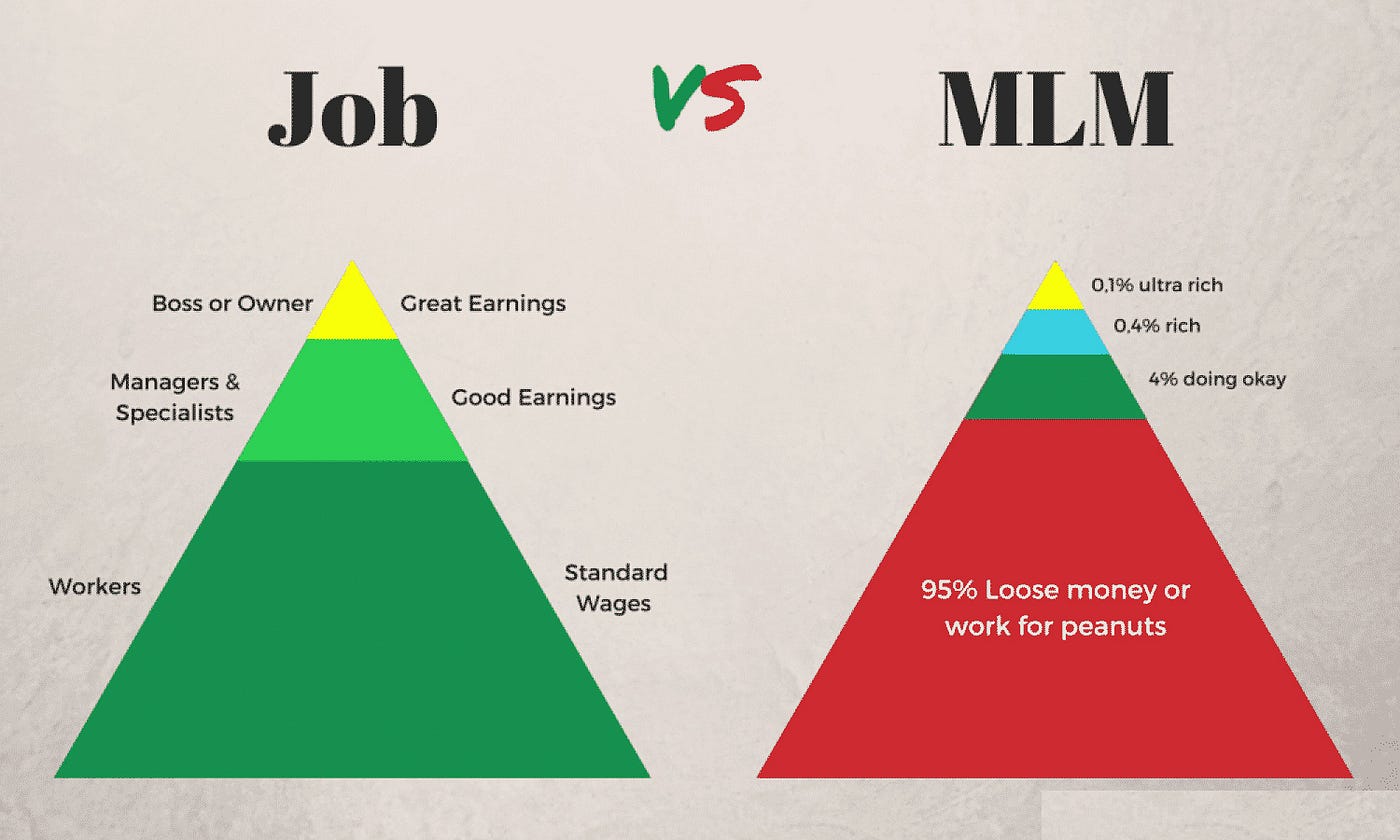 Job
VS
MLM
Boss or Owner
Great Earnings
Managers &
Specialists
Good Earnings
Workers
Standard
Wages
0,1% ultra rich
0,4% rich
4% doing okay
95% Loose money or
work for peanuts